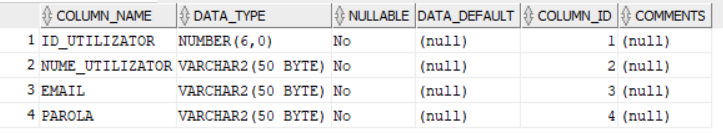 COLUMN_NAME DATA_TYPE NULLABLE DATA_DEFAULT COLUMN_ID COMMENTS
1 ID_UTILIZATOR NUMBER(6,0) No (null) 1 (null)
2 NUME_UTILIZATOR VARCHAR2(50 BYTE) No (null) 2 (null)
3 EMAIL VARCHAR2(50 BYTE) No (null) 3 (null)
4 PAROLA VARCHAR2(50 BYTE) No (null) 4 (null)